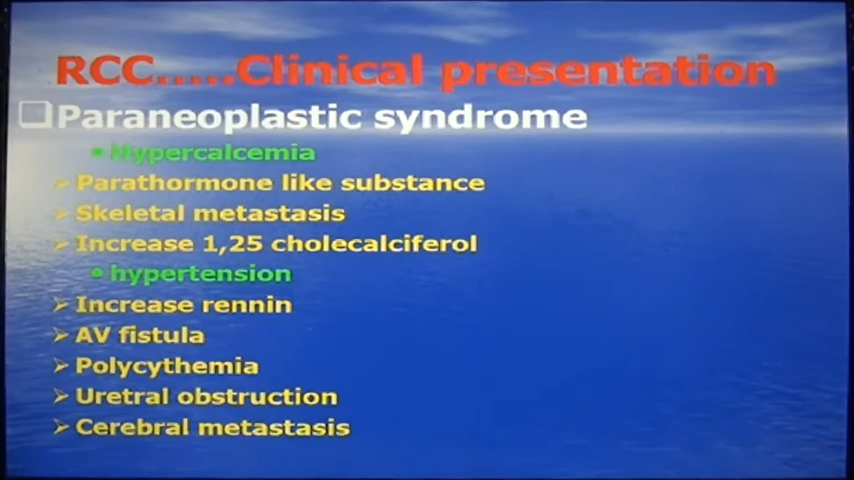 RCC.....Clinical presentation
Paraneoplastic syndrome
Hypercalcemia
Parathormone like substance
Skeletal metastasis
Increase 1,25 cholecalciferol
hypertension
Increase rennin
AV fistula
Polycythemia
Uretral obstruction
Cerebral metastasis